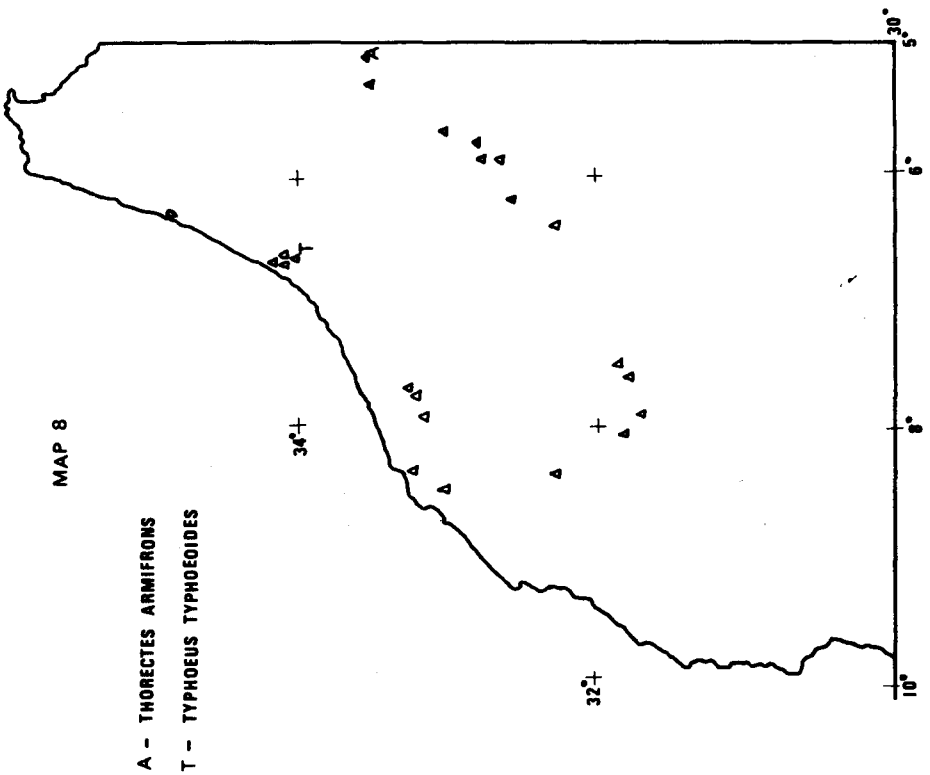 MAP 8
A - THORECTES ARMIFRONS
T - TYPHOEUS TYPHOEOIDES
34°
32°
A
T
10°
8°
6°
5°
30°